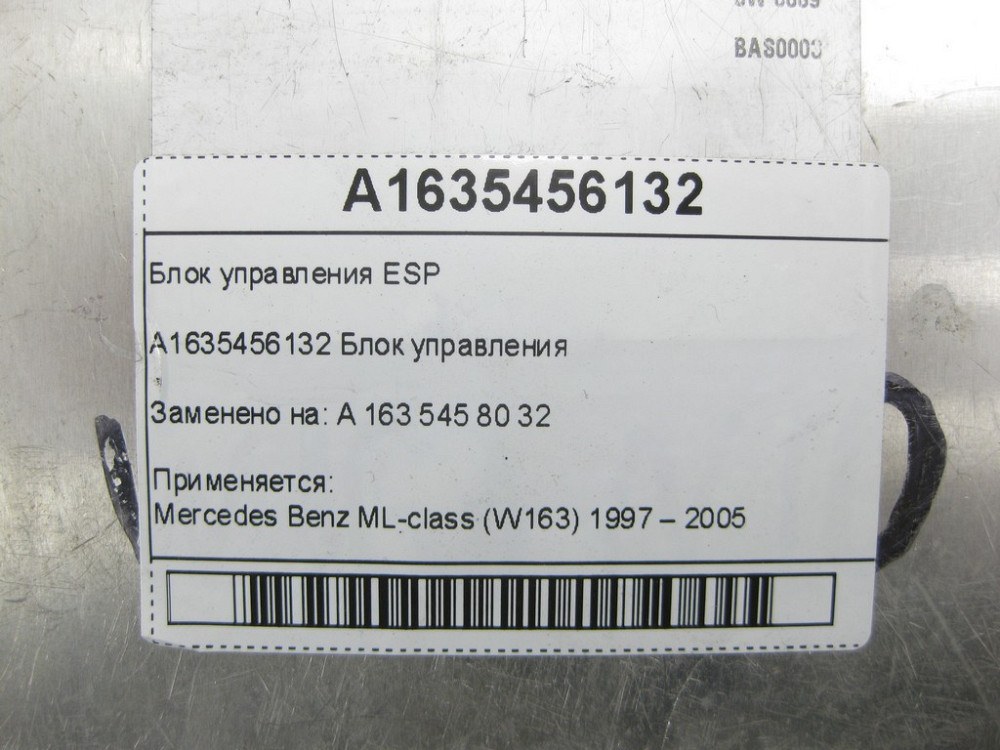 BAS0003
A1635456132
Блок управления ESP
A1635456132 Блок управления
Заменено на: A 163 545 80 32
Применяется:
Mercedes Benz ML-class (W163) 1997 – 2005